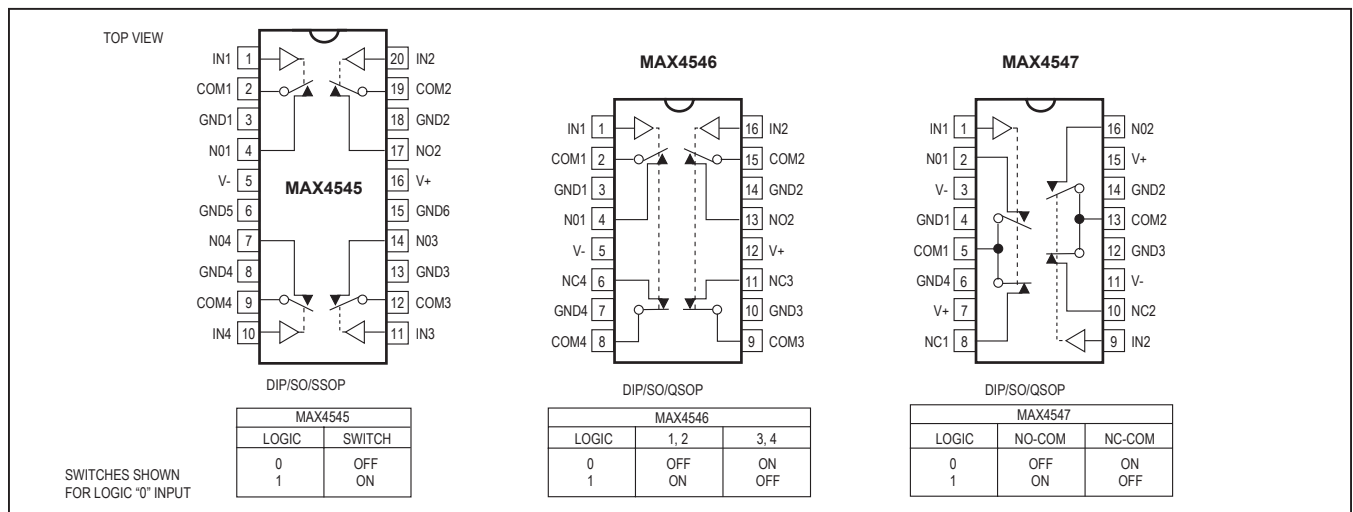 TOP VIEW
IN1 1
20 IN2
COM1 2
19 COM2
GND1 3
18 GND2
N01 4
17 NO2
V- 5
16 V+
MAX4545
GND5 6
15 GND6
N04 7
14 N03
GND4 8
13 GND3
COM4 9
12 COM3
IN4 10
11 IN3
DIP/SO/SSOP
MAX4545
LOGIC SWITCH
0 OFF
1 ON
SWITCHES SHOWN
FOR LOGIC “0” INPUT
MAX4546
IN1 1
16 IN2
COM1 2
15 COM2
GND1 3
14 GND2
N01 4
13 NO2
V- 5
12 V+
NC4 6
11 NC3
GND4 7
10 GND3
COM4 8
9 COM3
DIP/SO/QSOP
MAX4546
LOGIC 1, 2 3, 4
0 OFF ON
1 ON OFF
MAX4547
IN1 1
16 N02
N01 2
15 V+
V- 3
14 GND2
GND1 4
13 COM2
COM1 5
12 GND3
GND4 6
11 V-
V+ 7
10 NC2
NC1 8
9 IN2
DIP/SO/QSOP
MAX4547
LOGIC NO-COM NC-COM
0 OFF ON
1 ON OFF